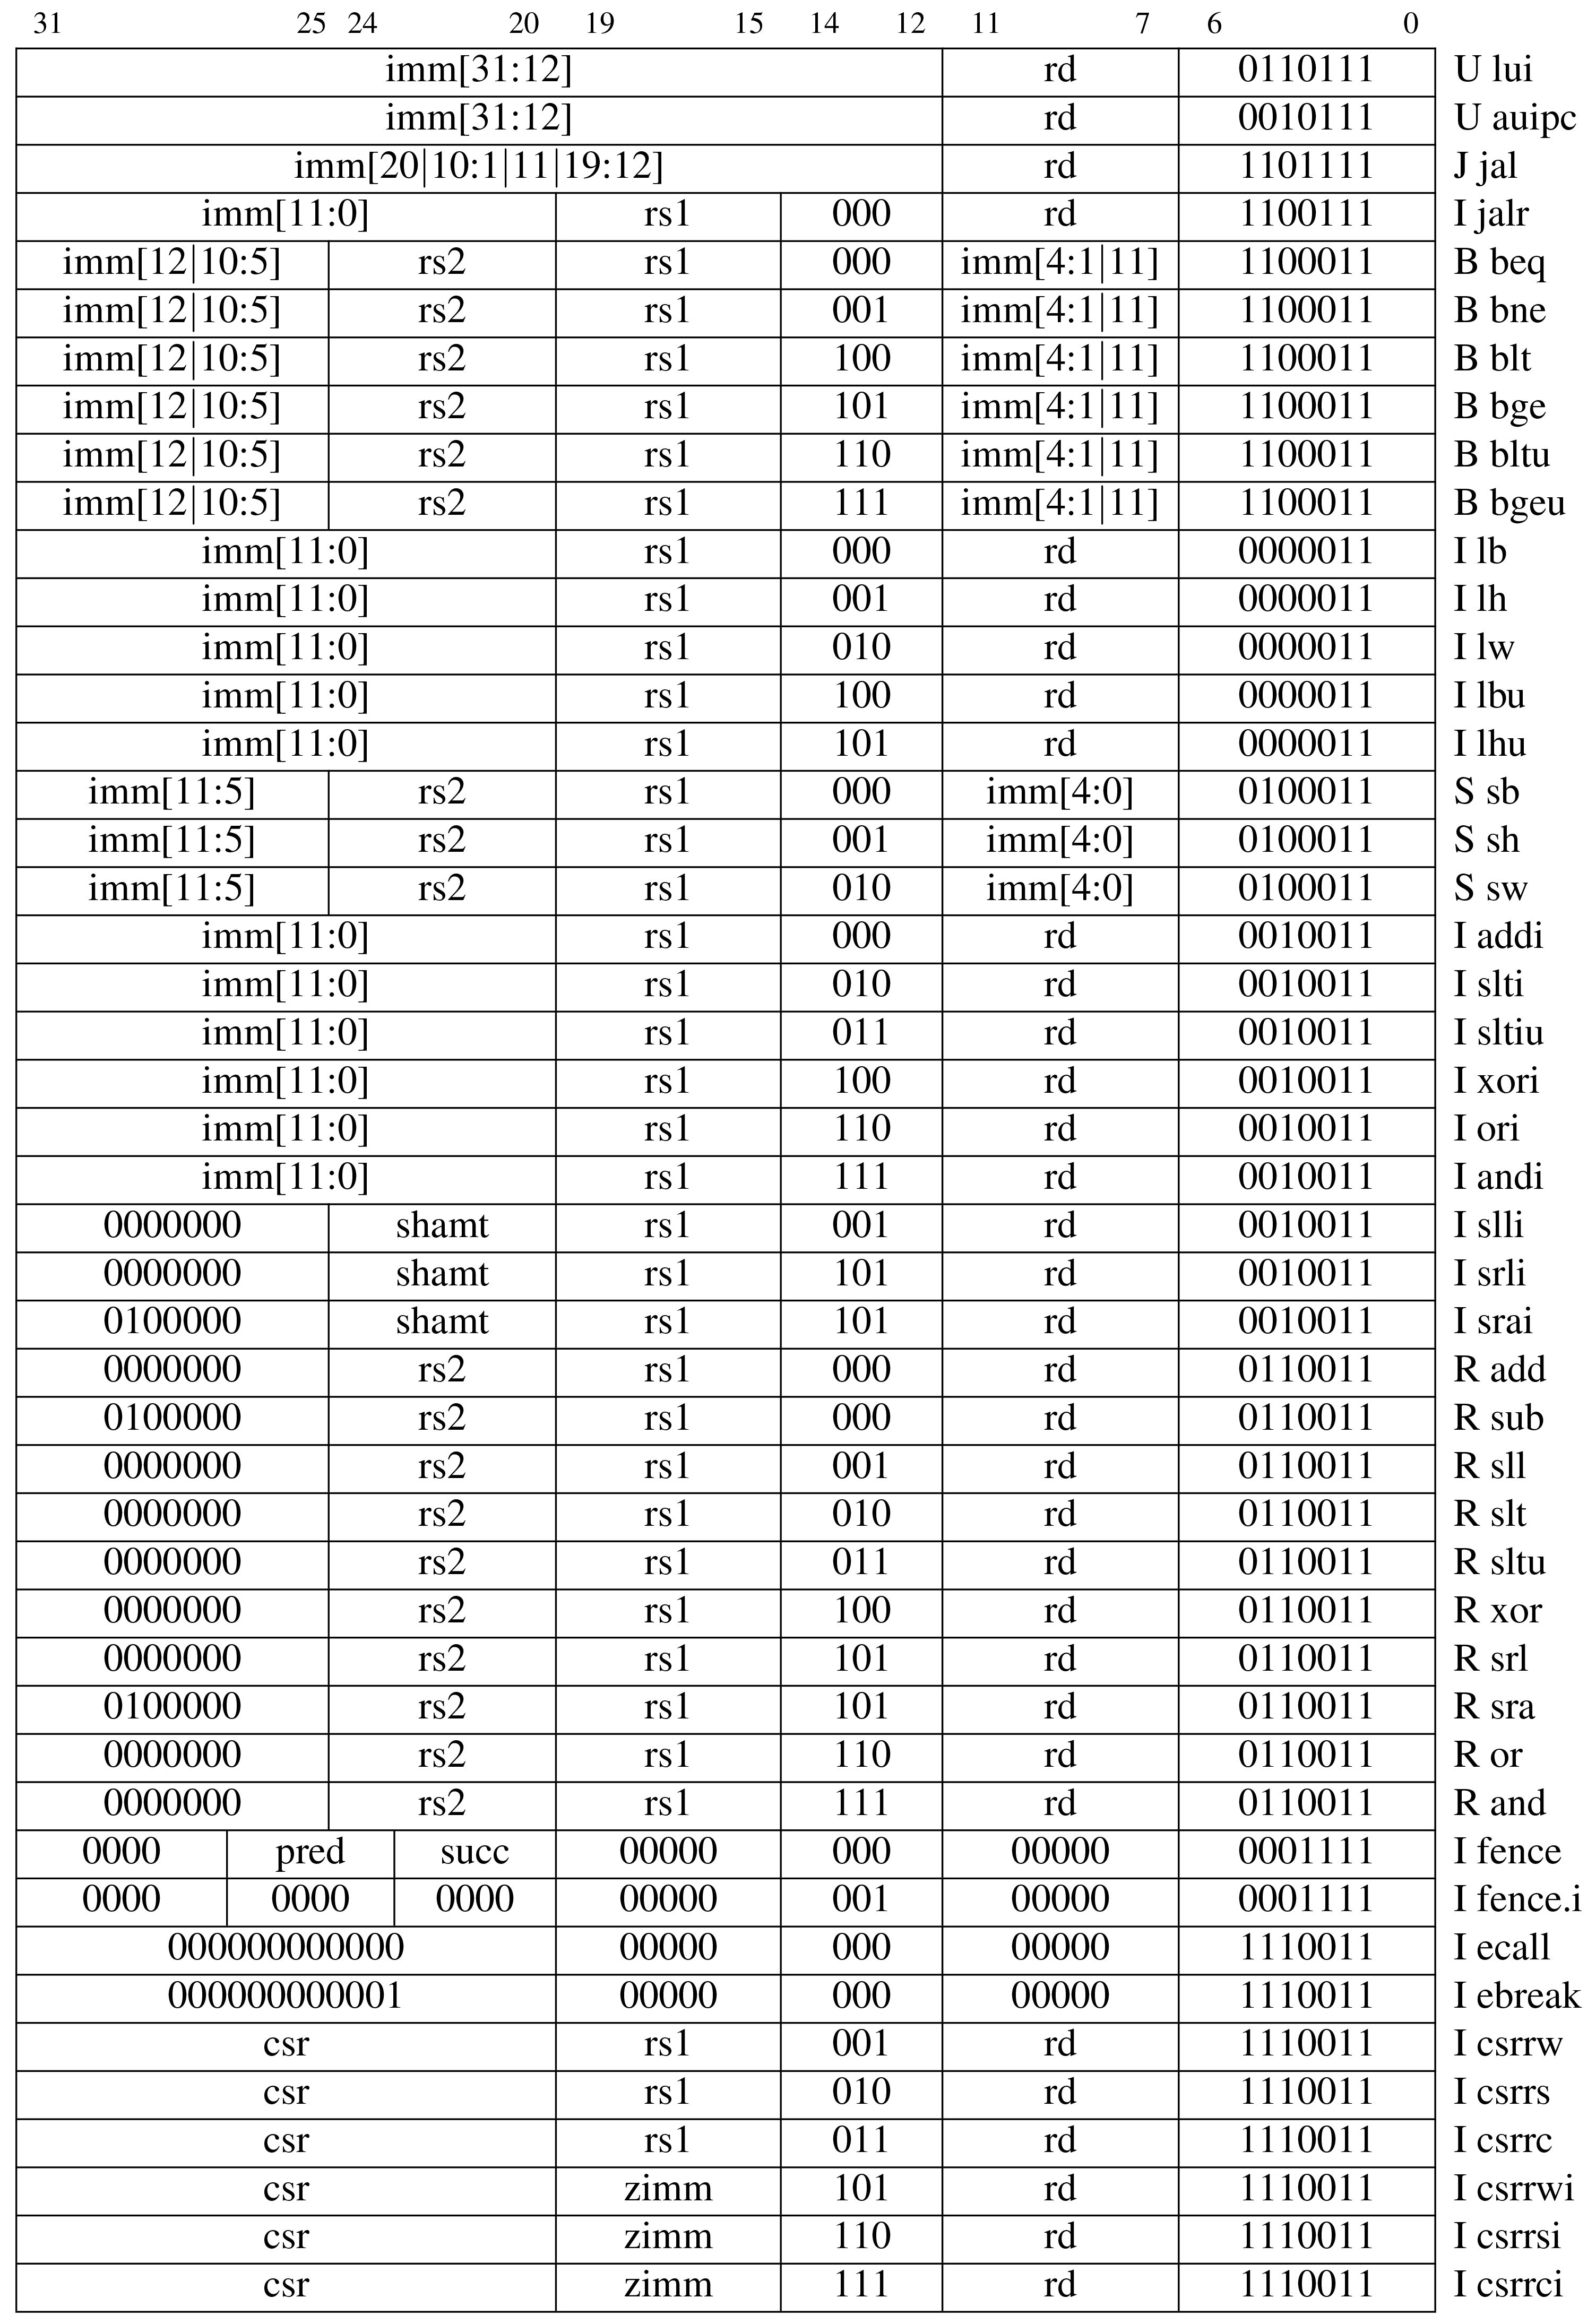 31 25 24 20 19 15 14 12 11 7 6 0
imm[31:12] rd 0110111 U lui
imm[31:12] rd 0010111 U auipc
imm[20|10:1|11|19:12] rd 1101111 J jal
imm[11:0] rs1 000 rd 1100111 I jalr
imm[12|10:5] rs2 rs1 000 imm[4:1|11] 1100011 B beq
imm[12|10:5] rs2 rs1 001 imm[4:1|11] 1100011 B bne
imm[12|10:5] rs2 rs1 100 imm[4:1|11] 1100011 B blt
imm[12|10:5] rs2 rs1 101 imm[4:1|11] 1100011 B bge
imm[12|10:5] rs2 rs1 110 imm[4:1|11] 1100011 B bltu
imm[12|10:5] rs2 rs1 111 imm[4:1|11] 1100011 B bgeu
imm[11:0] rs1 000 rd 0000011 I lb
imm[11:0] rs1 001 rd 0000011 I lh
imm[11:0] rs1 010 rd 0000011 I lw
imm[11:0] rs1 100 rd 0000011 I lbu
imm[11:0] rs1 101 rd 0000011 I lhu
imm[11:5] rs2 rs1 000 imm[4:0] 0100011 S sb
imm[11:5] rs2 rs1 001 imm[4:0] 0100011 S sh
imm[11:5] rs2 rs1 010 imm[4:0] 0100011 S sw
imm[11:0] rs1 000 rd 0010011 I addi
imm[11:0] rs1 010 rd 0010011 I slti
imm[11:0] rs1 011 rd 0010011 I sltiu
imm[11:0] rs1 100 rd 0010011 I xori
imm[11:0] rs1 110 rd 0010011 I ori
imm[11:0] rs1 111 rd 0010011 I andi
0000000 shamt rs1 001 rd 0010011 I slli
0000000 shamt rs1 101 rd 0010011 I srli
0100000 shamt rs1 101 rd 0010011 I srai
0000000 rs2 rs1 000 rd 0110011 R add
0100000 rs2 rs1 000 rd 0110011 R sub
0000000 rs2 rs1 001 rd 0110011 R sll
0000000 rs2 rs1 010 rd 0110011 R slt
0000000 rs2 rs1 011 rd 0110011 R sltu
0000000 rs2 rs1 100 rd 0110011 R xor
0000000 rs2 rs1 101 rd 0110011 R srl
0100000 rs2 rs1 101 rd 0110011 R sra
0000000 rs2 rs1 110 rd 0110011 R or
0000000 rs2 rs1 111 rd 0110011 R and
0000 pred succ 00000 000 00000 0001111 I fence
0000 0000 0000 00000 001 00000 0001111 I fence.i
000000000000 00000 000 00000 1110011 I ecall
000000000001 00000 000 00000 1110011 I ebreak
csr rs1 001 rd 1110011 I csrrw
csr rs1 010 rd 1110011 I csrrs
csr rs1 011 rd 1110011 I csrrc
csr zimm 101 rd 1110011 I csrrwi
csr zimm 110 rd 1110011 I csrrsi
csr zimm 111 rd 1110011 I csrrci